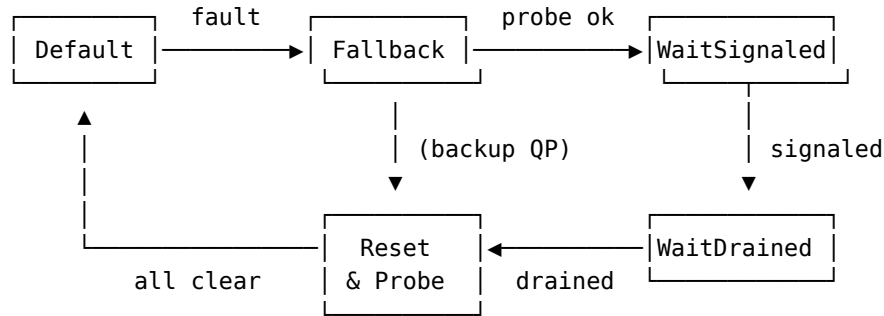 fault
probe ok
Default
Fallback
WaitSignaled
(backup QP)
signaled
Reset
& Probe
WaitDrained
all clear
drained